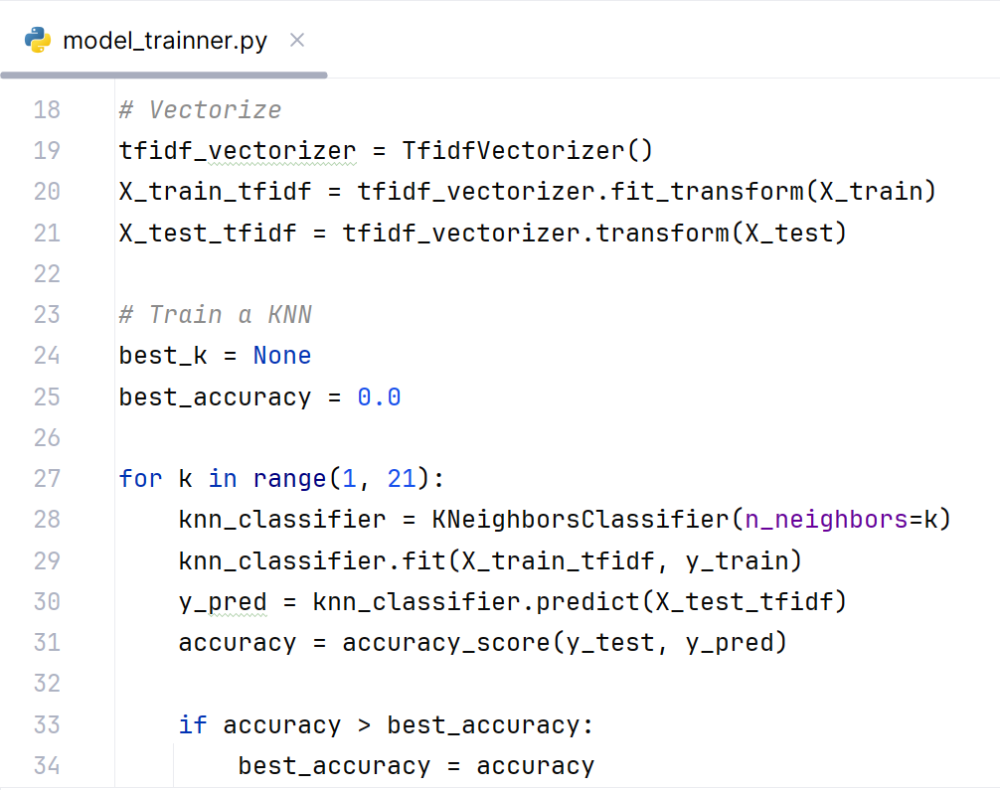 model_trainner.py
18 # Vectorize
19 tfidf_vectorizer = TfidfVectorizer()
20 X_train_tfidf = tfidf_vectorizer.fit_transform(X_train)
21 X_test_tfidf = tfidf_vectorizer.transform(X_test)
22
23 # Train a KNN
24 best_k = None
25 best_accuracy = 0.0
26
27 for k in range(1, 21):
28     knn_classifier = KNeighborsClassifier(n_neighbors=k)
29     knn_classifier.fit(X_train_tfidf, y_train)
30     y_pred = knn_classifier.predict(X_test_tfidf)
31     accuracy = accuracy_score(y_test, y_pred)
32
33     if accuracy > best_accuracy:
34         best_accuracy = accuracy